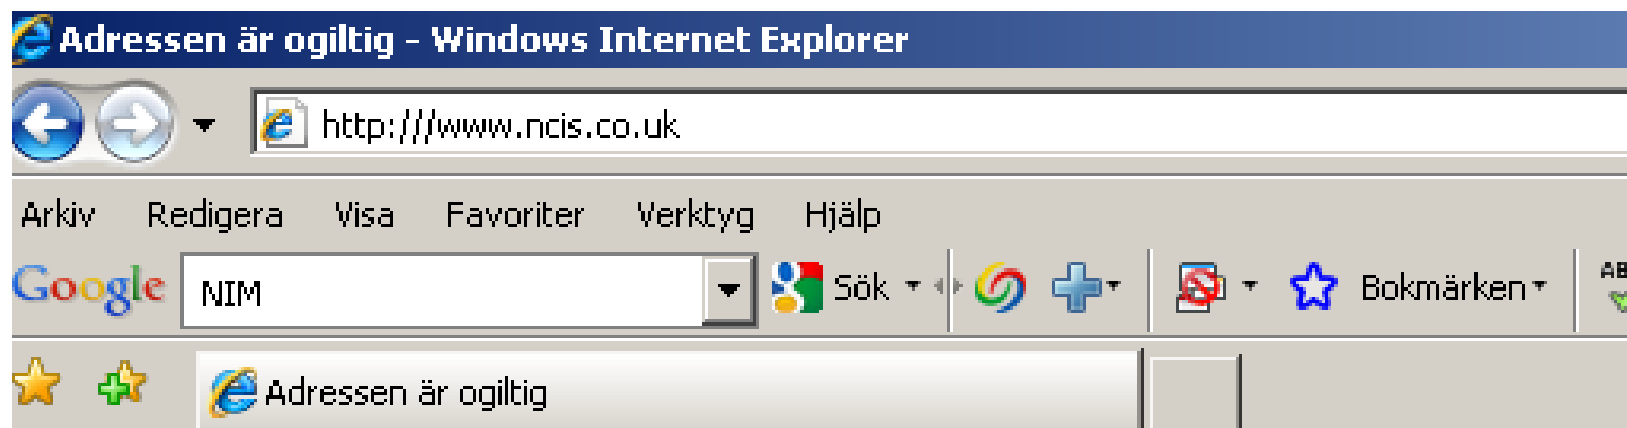 Adressen är ogiltig - Windows Internet Explorer
http:///www.ncis.co.uk
Arkiv Redigera Visa Favoriter Verktyg Hjälp
Google NIM Sök Bokmärken AB
Adressen är ogiltig